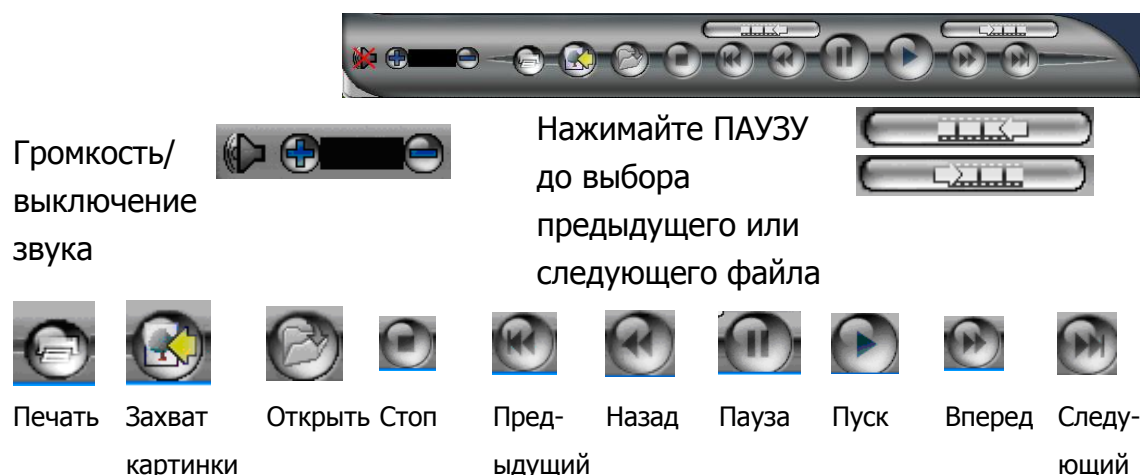 Громкость/
выключение
звука
Нажимайте ПАУЗУ
до выбора
предыдущего или
следующего файла
Печать Захват Открыть Стоп Пред- Назад Пауза Пуск Вперед Следу-
картинки ыдущий ющий